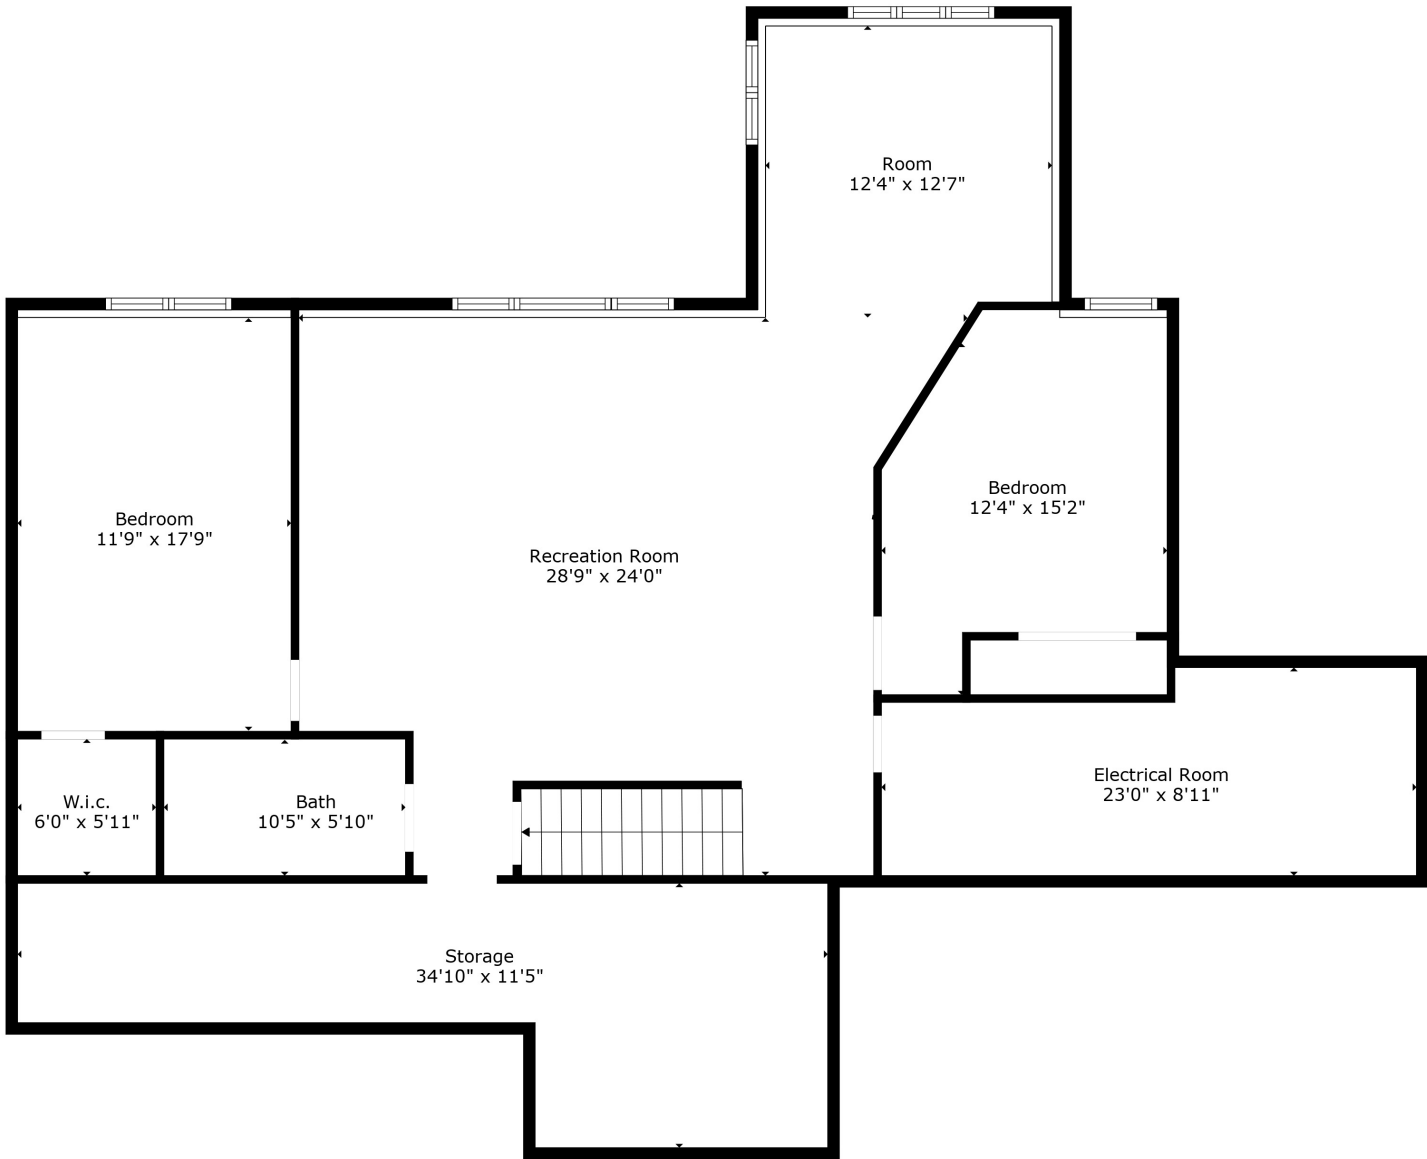 Room
12'4" x 12'7"
Bedroom
12'4" x 15'2"
Bedroom
11'9" x 17'9"
Recreation Room
28'9" x 24'0"
Electrical Room
23'0" x 8'11"
W.i.c.
6'0" x 5'11"
Bath
10'5" x 5'10"
Storage
34'10" x 11'5"